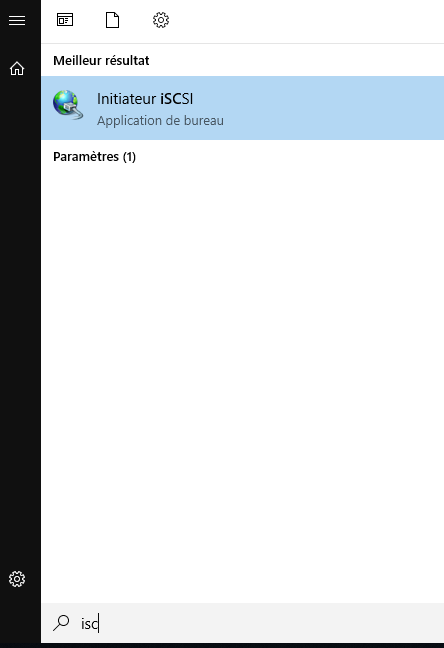 Meilleur résultat
Initiateur iSCSI
Application de bureau
Paramètres (1)
isc